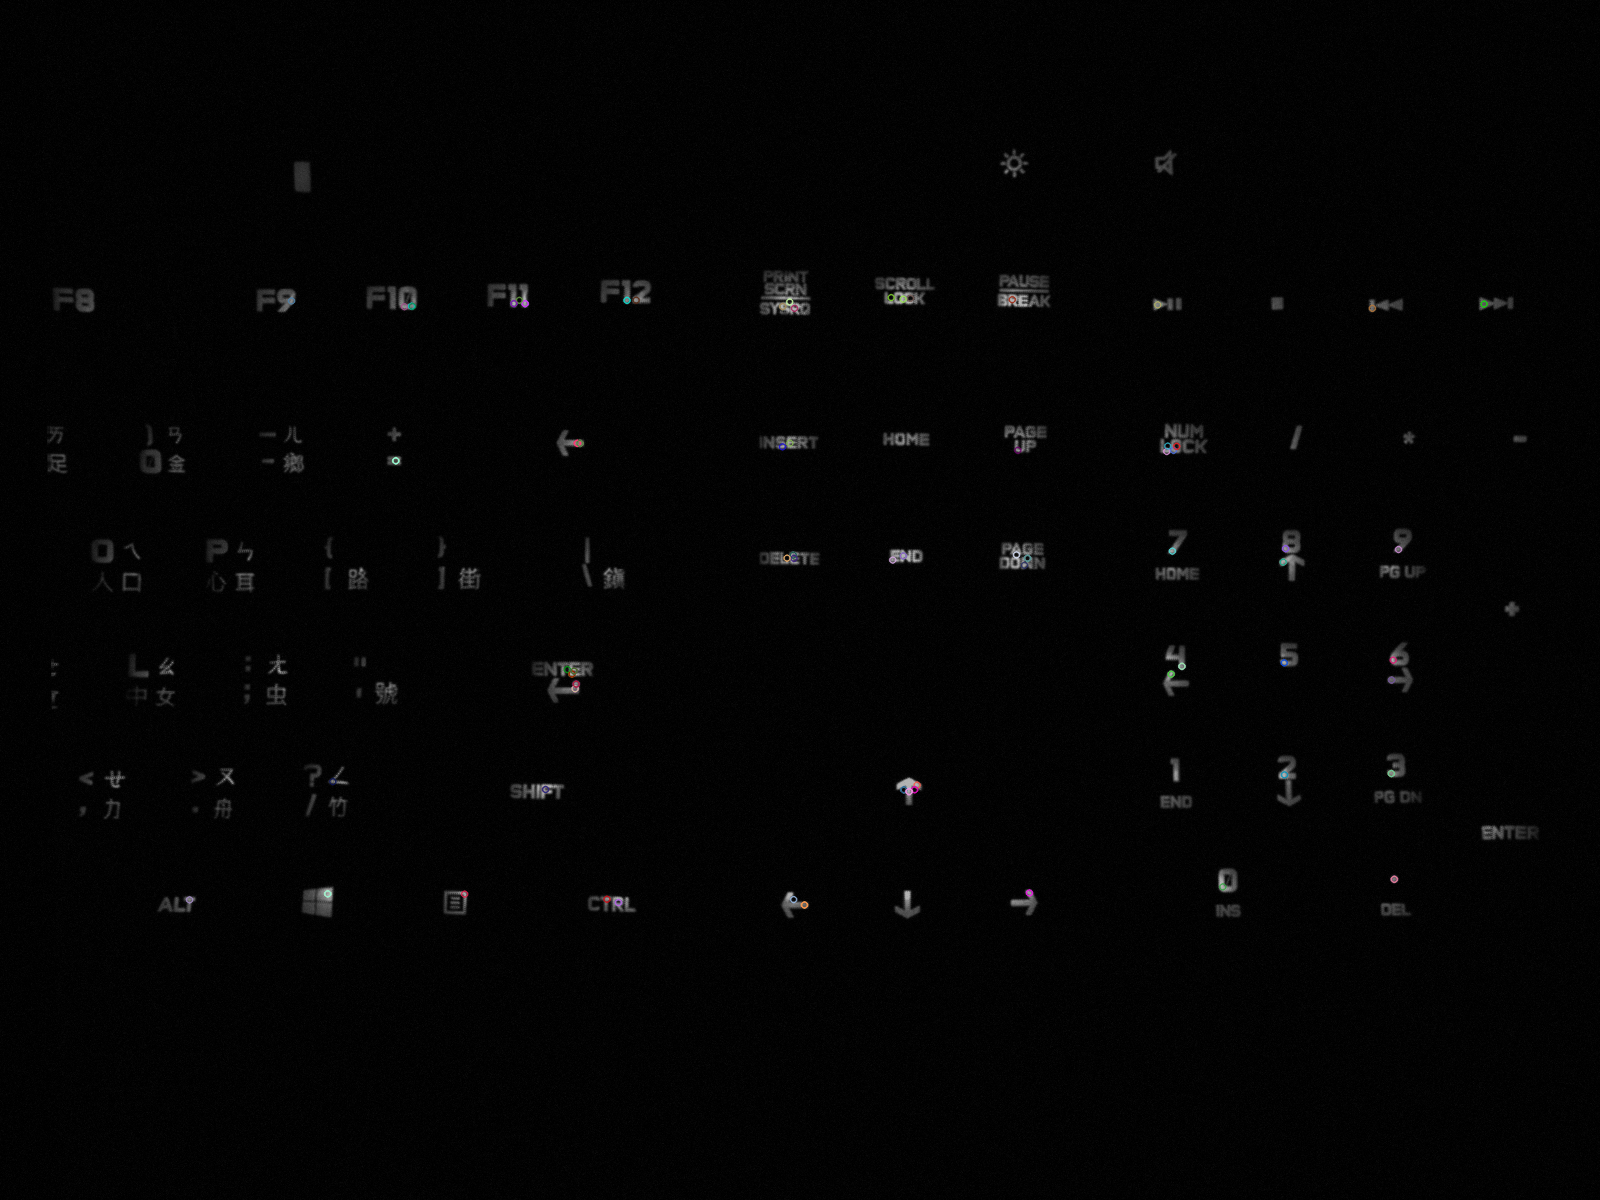 F8 F9 F10 F11 F12 PRINT SCRN SYSRQ SCROLL LOCK PAUSE BREAK
) ㄢ — ㄦ + INSERT HOME PAGE UP NUM LOCK / * -
足 0 金 - 鄉 =
O ㄟ P ㄣ { } | DELETE END PAGE DOWN 7 8 9
人 口 心 耳 [ 路 ] 街 \ 鎮 HOME PG UP
+
L ㄠ : ㄤ " ENTER 4 5 6
中 女 ; 虫 ' 號
< ㄝ > ㄡ ? ㄥ SHIFT 1 2 3
, 力 . 舟 / 竹 END PG DN
ENTER
ALT CTRL 0
INS DEL